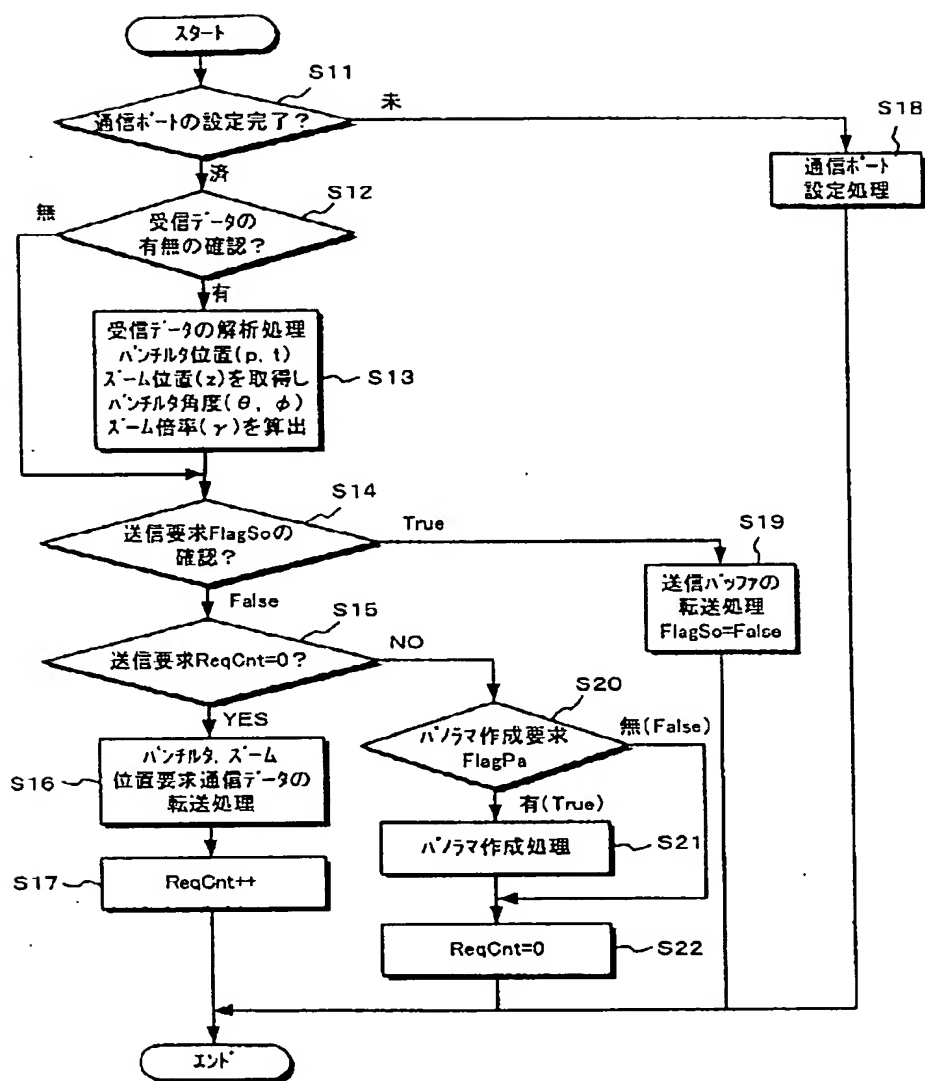 スタート
S11
通信ポートの設定完了?
未
S18
通信ポート
設定処理
済
S12
無
受信データの
有無の確認?
有
受信データの解析処理
パンチルタ位置(p, t)
ズーム位置(z)を取得し
パンチルタ角度(θ, φ)
ズーム倍率(γ)を算出
S13
S14
送信要求FlagSoの
確認?
True
S19
送信バッファの
転送処理
FlagSo=False
False
S15
送信要求ReqCnt=0?
NO
S20
パノラマ作成要求
FlagPa
無(False)
YES
パンチルタ, ズーム
位置要求通信データの
転送処理
S16
有(True)
パノラマ作成処理
S21
S17
ReqCnt++
ReqCnt=0
S22
エンド